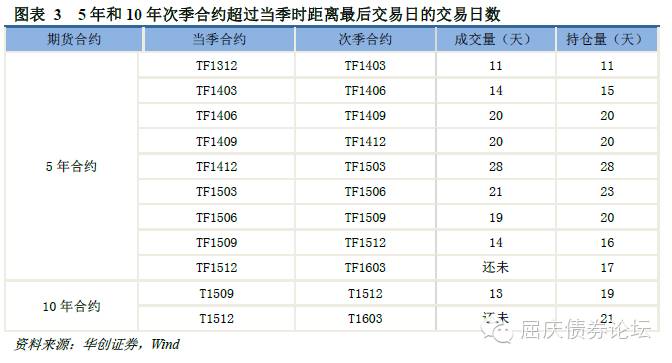 图表 3 5年和10年次季合约超过当季时距离最后交易日的交易日数
期货合约 当季合约 次季合约 成交量（天） 持仓量（天）
5年合约
TF1312 TF1403 11 11
TF1403 TF1406 14 15
TF1406 TF1409 20 20
TF1409 TF1412 20 20
TF1412 TF1503 28 28
TF1503 TF1506 21 23
TF1506 TF1509 19 20
TF1509 TF1512 14 16
TF1512 TF1603 还未 17
10年合约
T1509 T1512 13 19
T1512 T1603 还未 21
屈庆债券论坛
资料来源：华创证券，Wind